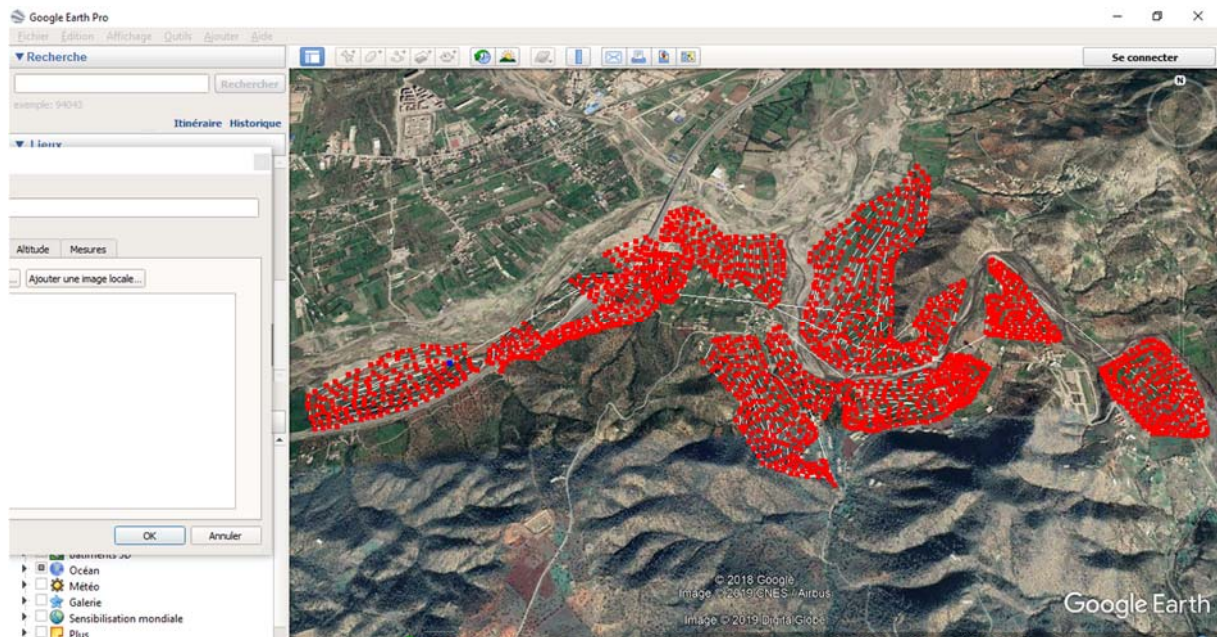 Google Earth Pro
Fichier Édition Affichage Outils Ajouter Aide
Recherche
Rechercher
exemple: 94043
Itinéraire Historique
Lieux
Altitude Mesures
... Ajouter une image locale...
OK Annuler
Bâtiments 3D
Océan
Météo
Galerie
Sensibilisation mondiale
Plus
Se connecter
N
© 2018 Google
Image © 2019 CNES / Airbus
Image © 2019 DigitalGlobe
Google Earth